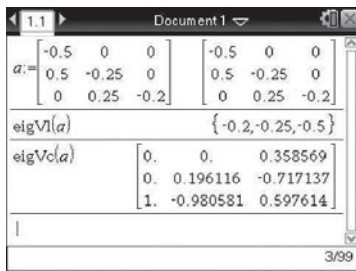 1.1 Document 1
-0.5 0 0 -0.5 0 0
a:= 0.5 -0.25 0 0.5 -0.25 0
0 0.25 -0.2 0 0.25 -0.2
eigVl(a) {-0.2,-0.25,-0.5}
eigVc(a) 0. 0. 0.358569
0. 0.196116 -0.717137
1. -0.980581 0.597614
3/99